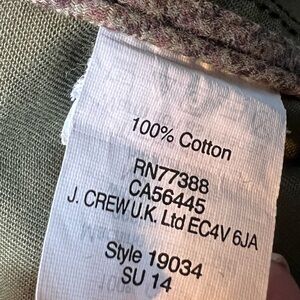 100% Cotton
RN77388
CA56445
J. CREW U.K. Ltd EC4V 6JA
Style 19034
SU 14